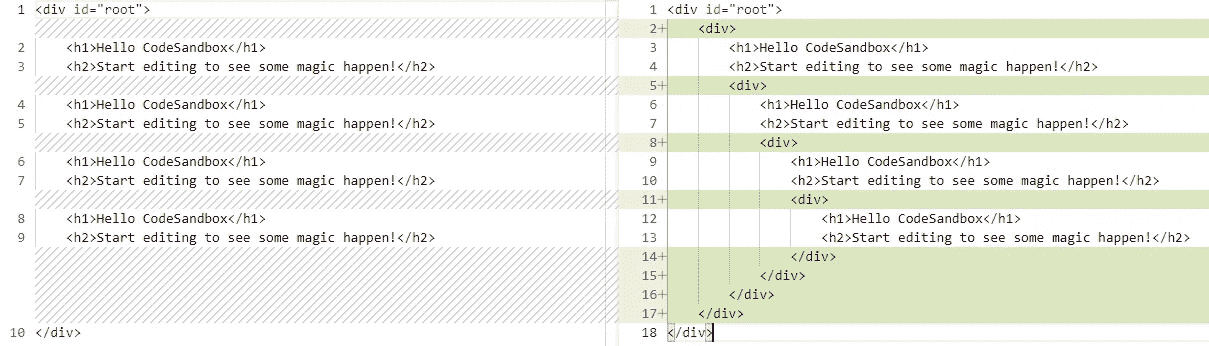 1 <div id="root">
2     <h1>Hello CodeSandbox</h1>
3     <h2>Start editing to see some magic happen!</h2>
4     <h1>Hello CodeSandbox</h1>
5     <h2>Start editing to see some magic happen!</h2>
6     <h1>Hello CodeSandbox</h1>
7     <h2>Start editing to see some magic happen!</h2>
8     <h1>Hello CodeSandbox</h1>
9     <h2>Start editing to see some magic happen!</h2>
10 </div>
1 <div id="root">
2+     <div>
3         <h1>Hello CodeSandbox</h1>
4         <h2>Start editing to see some magic happen!</h2>
5+         <div>
6             <h1>Hello CodeSandbox</h1>
7             <h2>Start editing to see some magic happen!</h2>
8+             <div>
9                 <h1>Hello CodeSandbox</h1>
10                 <h2>Start editing to see some magic happen!</h2>
11+                 <div>
12                     <h1>Hello CodeSandbox</h1>
13                     <h2>Start editing to see some magic happen!</h2>
14+                 </div>
15+             </div>
16+         </div>
17+     </div>
18 </div>